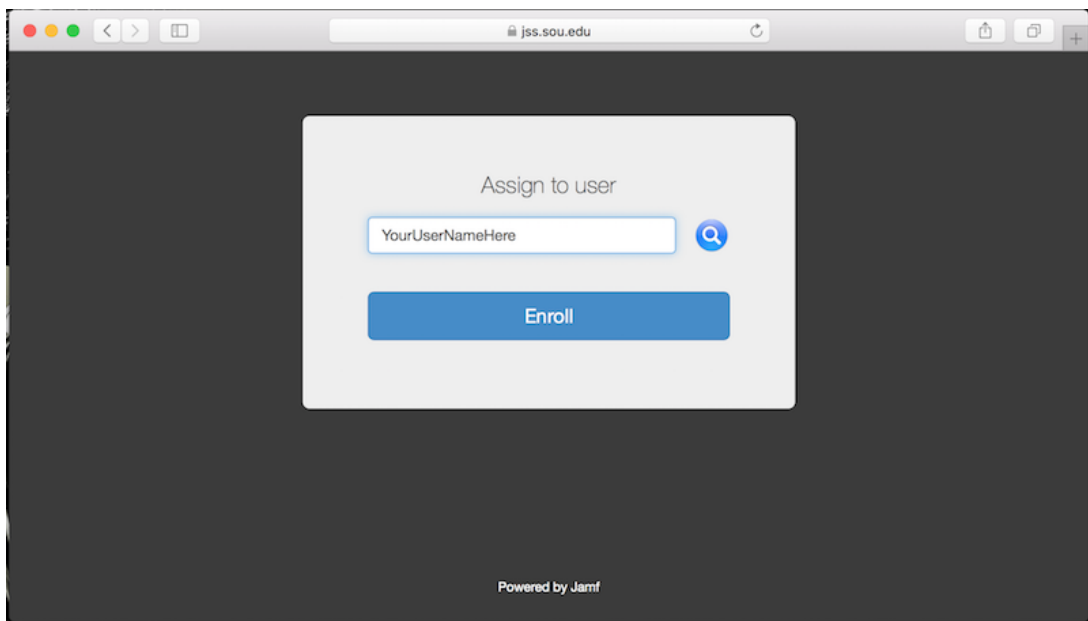 jss.sou.edu
Assign to user
YourUserNameHere
Enroll
Powered by Jamf